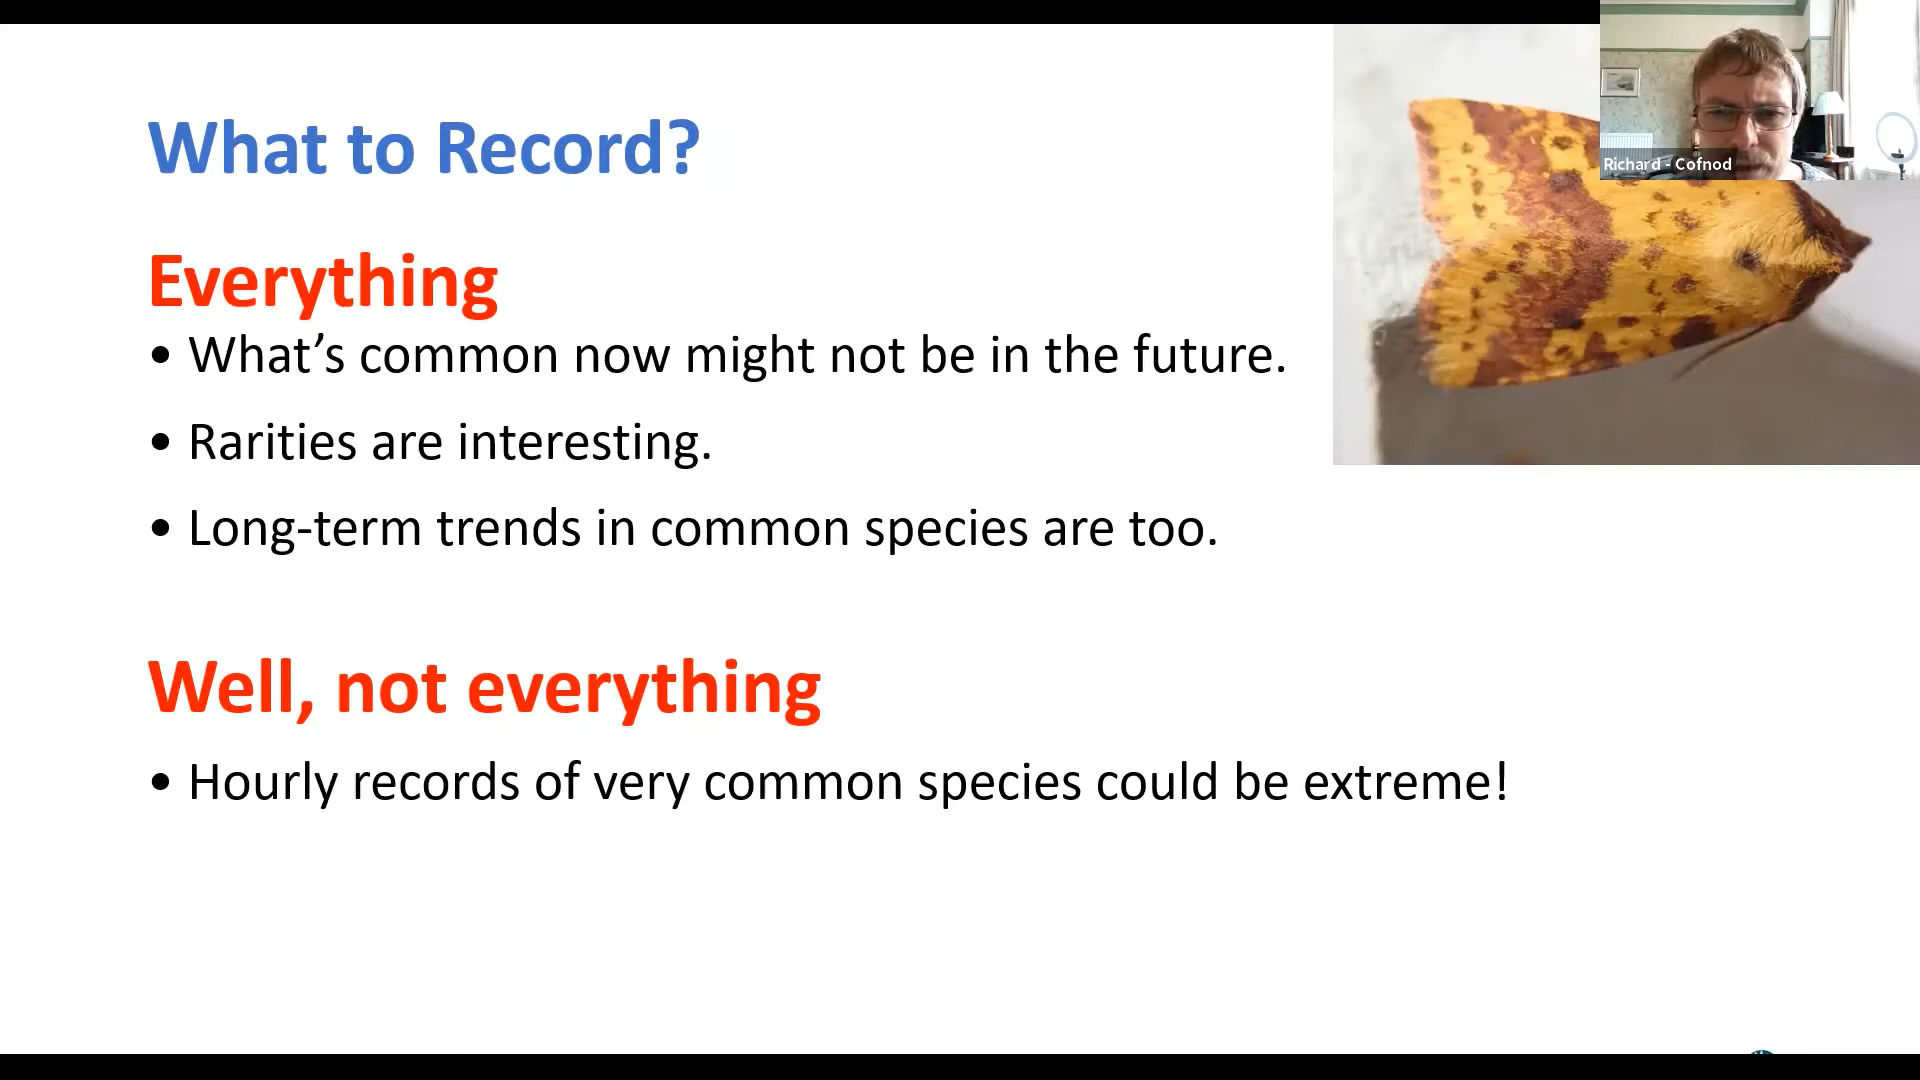 What to Record?
Richard - Cofnod
Everything
• What’s common now might not be in the future.
• Rarities are interesting.
• Long-term trends in common species are too.
Well, not everything
• Hourly records of very common species could be extreme!